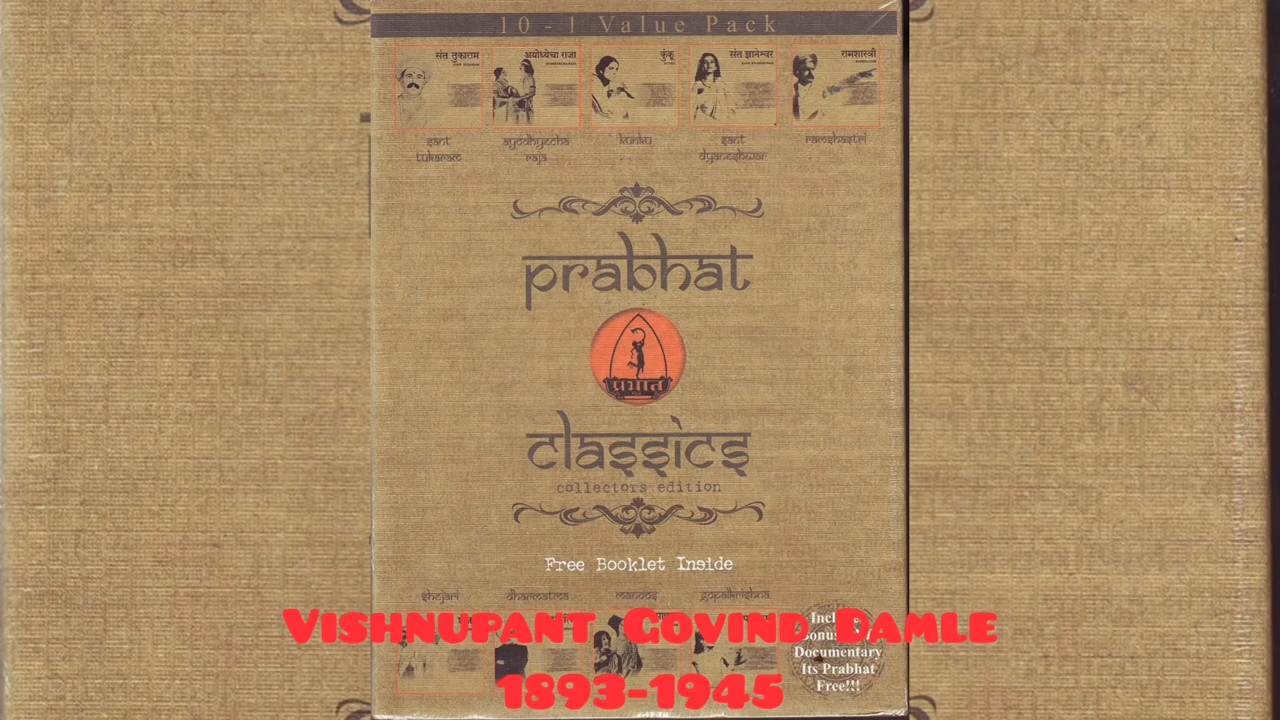 10 - 1 Value Pack
संत तुकाराम
अयोध्येचा राजा
कुंकू
संत ज्ञानेश्वर
रामशास्त्री
sant tukaram
ayodhyecha raja
kunku
sant dyaneshwar
ramshastri
prabhat
प्रभात
classics
collectors edition
Free Booklet Inside
shejari
dharmatma
manoos
gopalkrishna
Vishnupant Govind Damle
Documentary
Its Prabhat
Free!!!
1893-1945